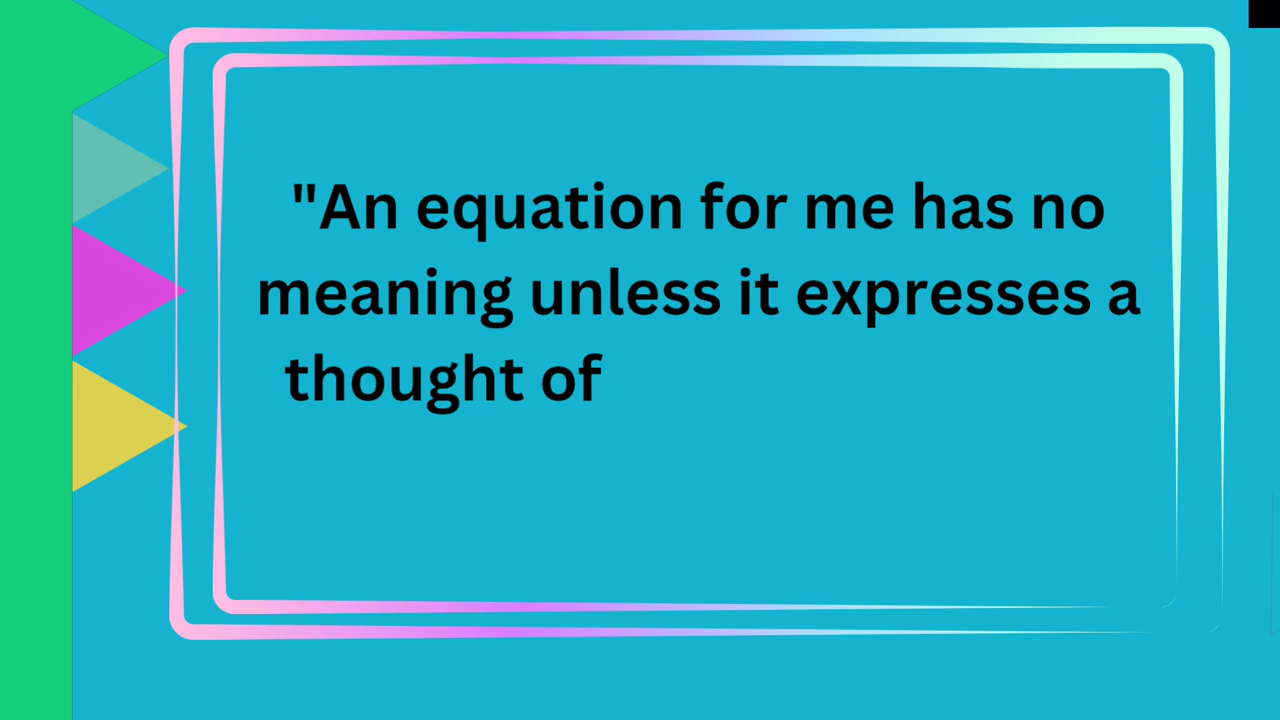 "An equation for me has no
meaning unless it expresses a
thought of